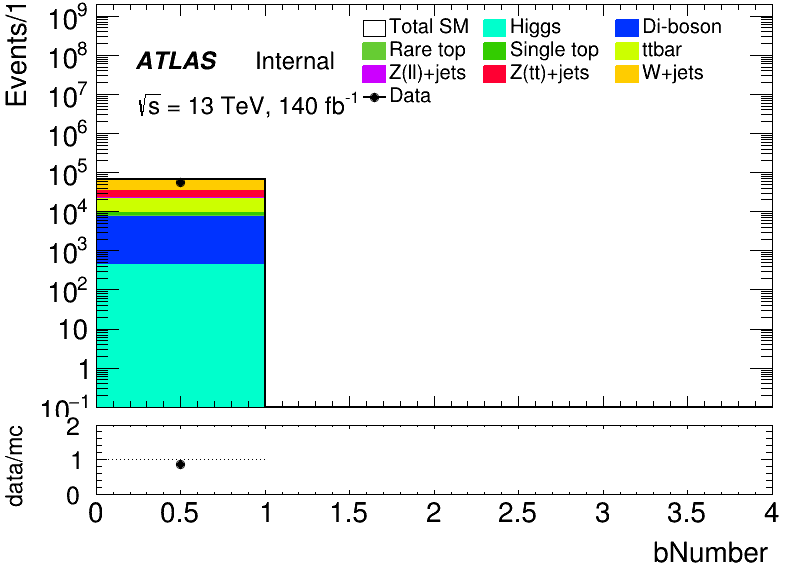 Events/1
10⁹
10⁸
10⁷
10⁶
10⁵
10⁴
10³
10²
10
1
10⁻¹
ATLAS Internal
√s = 13 TeV, 140 fb⁻¹
Total SM Higgs Di-boson
Rare top Single top ttbar
Z(ll)+jets Z(tt)+jets W+jets
Data
data/mc
2
1
0
0 0.5 1 1.5 2 2.5 3 3.5 4
bNumber